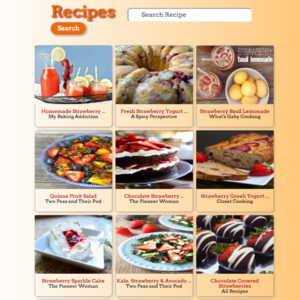 Recipes
Search Recipe
Search
STRAWBERRY
basil lemonade
Homemade Strawberry ...
My Baking Addiction
Fresh Strawberry Yogurt ...
A Spicy Perspective
Strawberry Basil Lemonade
What's Gaby Cooking
Quinoa Fruit Salad
Two Peas and Their Pod
Chocolate Strawberry ...
The Pioneer Woman
Strawberry Greek Yogurt ...
Closet Cooking
Strawberry Sparkle Cake
The Pioneer Woman
Kale, Strawberry & Avocado ...
Two Peas and Their Pod
Chocolate Covered
Strawberries
All Recipes